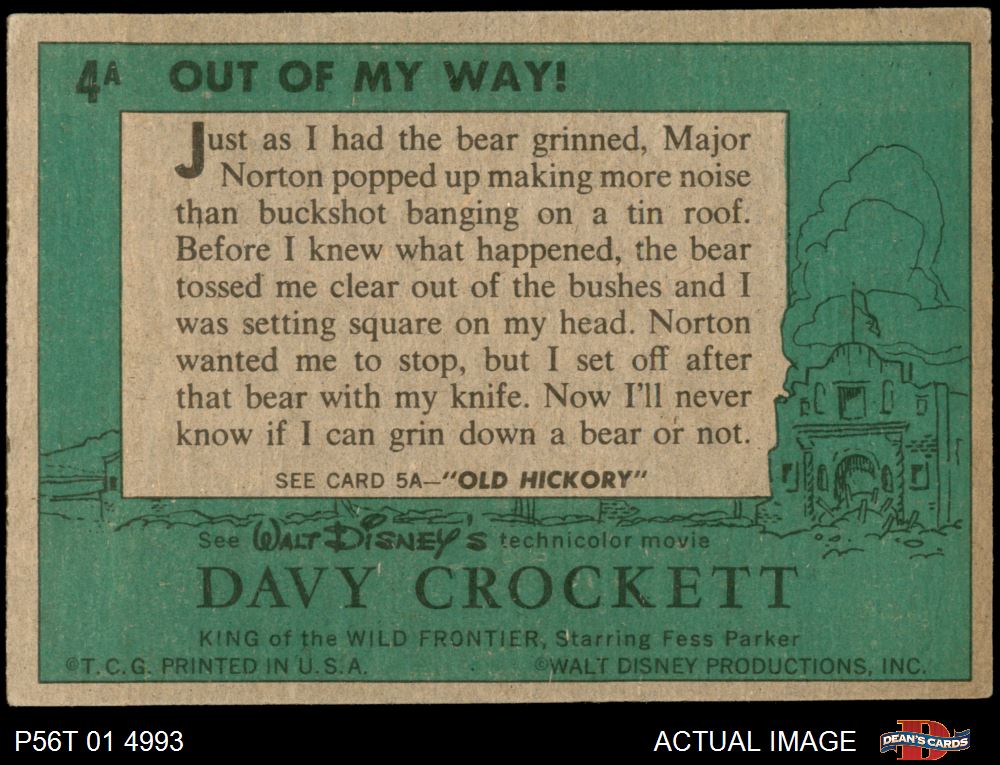 4A OUT OF MY WAY!
Just as I had the bear grinned, Major
Norton popped up making more noise
than buckshot banging on a tin roof.
Before I knew what happened, the bear
tossed me clear out of the bushes and I
was setting square on my head. Norton
wanted me to stop, but I set off after
that bear with my knife. Now I'll never
know if I can grin down a bear or not.
SEE CARD 5A—"OLD HICKORY"
See WALT DISNEY'S technicolor movie
DAVY CROCKETT
KING of the WILD FRONTIER, Starring Fess Parker
©T.C.G. PRINTED IN U.S.A. ©WALT DISNEY PRODUCTIONS, INC.
P56T 01 4993 ACTUAL IMAGE DEAN'S CARDS